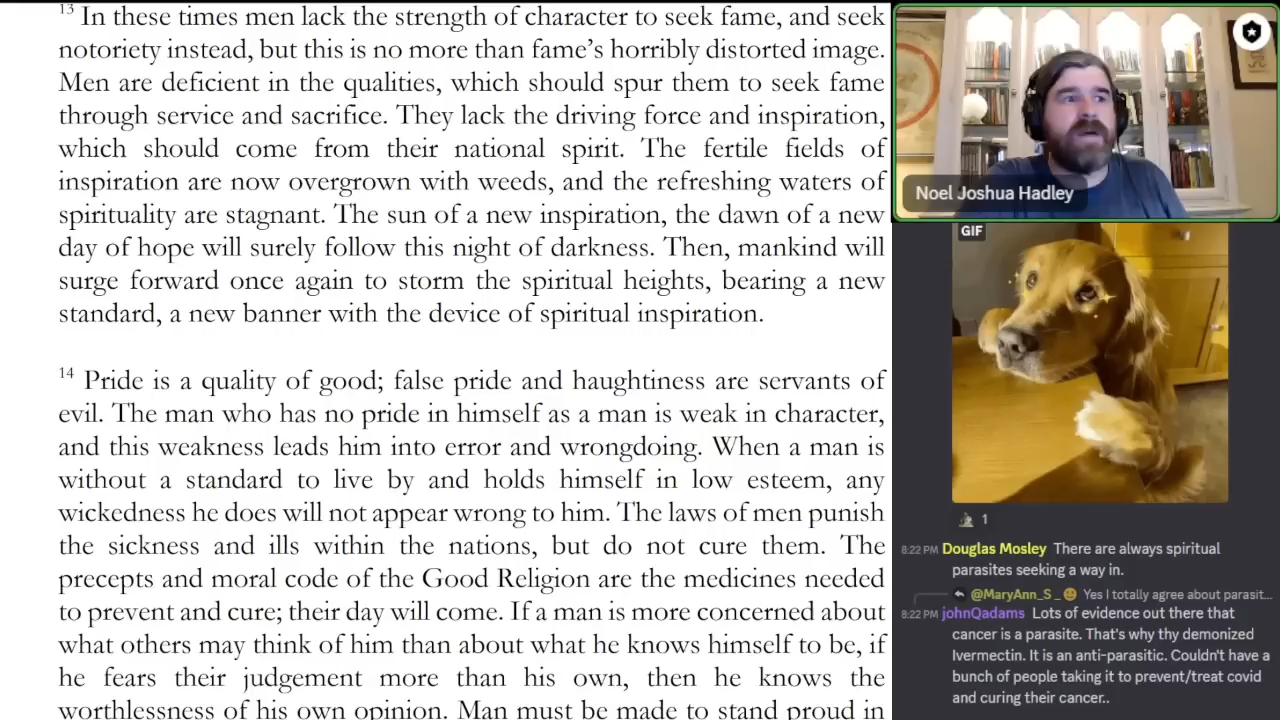 13 In these times men lack the strength of character to seek fame, and seek
notoriety instead, but this is no more than fame's horribly distorted image.
Men are deficient in the qualities, which should spur them to seek fame
through service and sacrifice. They lack the driving force and inspiration,
which should come from their national spirit. The fertile fields of
inspiration are now overgrown with weeds, and the refreshing waters of
spirituality are stagnant. The sun of a new inspiration, the dawn of a new
day of hope will surely follow this night of darkness. Then, mankind will
surge forward once again to storm the spiritual heights, bearing a new
standard, a new banner with the device of spiritual inspiration.
14 Pride is a quality of good; false pride and haughtiness are servants of
evil. The man who has no pride in himself as a man is weak in character,
and this weakness leads him into error and wrongdoing. When a man is
without a standard to live by and holds himself in low esteem, any
wickedness he does will not appear wrong to him. The laws of men punish
the sickness and ills within the nations, but do not cure them. The
precepts and moral code of the Good Religion are the medicines needed
to prevent and cure; their day will come. If a man is more concerned about
what others may think of him than about what he knows himself to be, if
he fears their judgement more than his own, then he knows the
worthlessness of his own opinion. Man must be made to stand proud in
Noel Joshua Hadley
GIF
1
8:22 PM Douglas Mosley There are always spiritual
parasites seeking a way in.
@MaryAnn_S_ Yes I totally agree about parasit...
8:22 PM johnQadams Lots of evidence out there that
cancer is a parasite. That's why thy demonized
Ivermectin. It is an anti-parasitic. Couldn't have a
bunch of people taking it to prevent/treat covid
and curing their cancer..